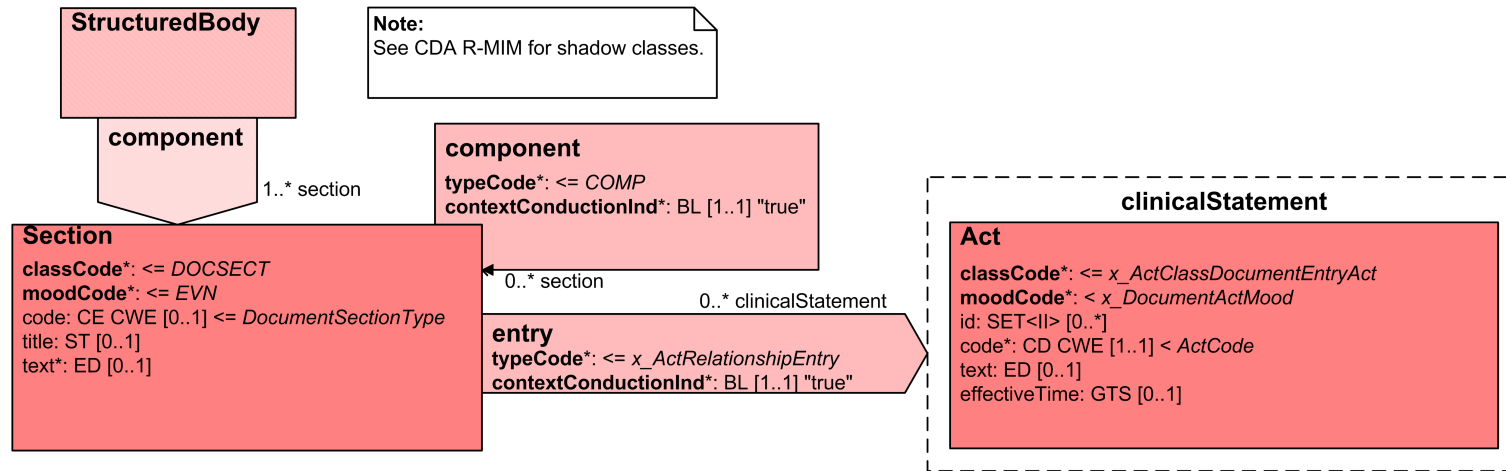 StructuredBody
component
1..* section
Note:
See CDA R-MIM for shadow classes.
component
typeCode*: <= COMP
contextConductionInd*: BL [1..1] "true"
0..* section
Section
classCode*: <= DOCSECT
moodCode*: <= EVN
code: CE CWE [0..1] <= DocumentSectionType
title: ST [0..1]
text*: ED [0..1]
0..* clinicalStatement
entry
typeCode*: <= x_ActRelationshipEntry
contextConductionInd*: BL [1..1] "true"
clinicalStatement
Act
classCode*: <= x_ActClassDocumentEntryAct
moodCode*: < x_DocumentActMood
id: SET<II> [0..*]
code*: CD CWE [1..1] < ActCode
text: ED [0..1]
effectiveTime: GTS [0..1]